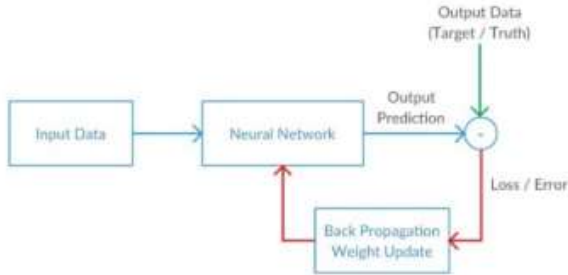 Output Data
(Target / Truth)
Input Data
Neural Network
Output
Prediction
-
Loss / Error
Back Propagation
Weight Update